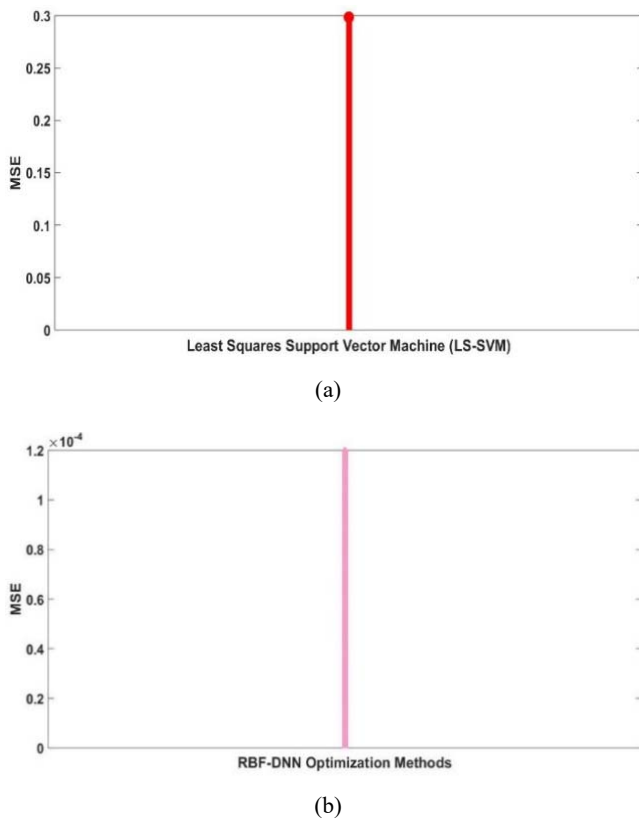 0.3
0.25
0.2
0.15
0.1
0.05
0
MSE
Least Squares Support Vector Machine (LS-SVM)
(a)
×10-4
1.2
1
0.8
0.6
0.4
0.2
0
MSE
RBF-DNN Optimization Methods
(b)